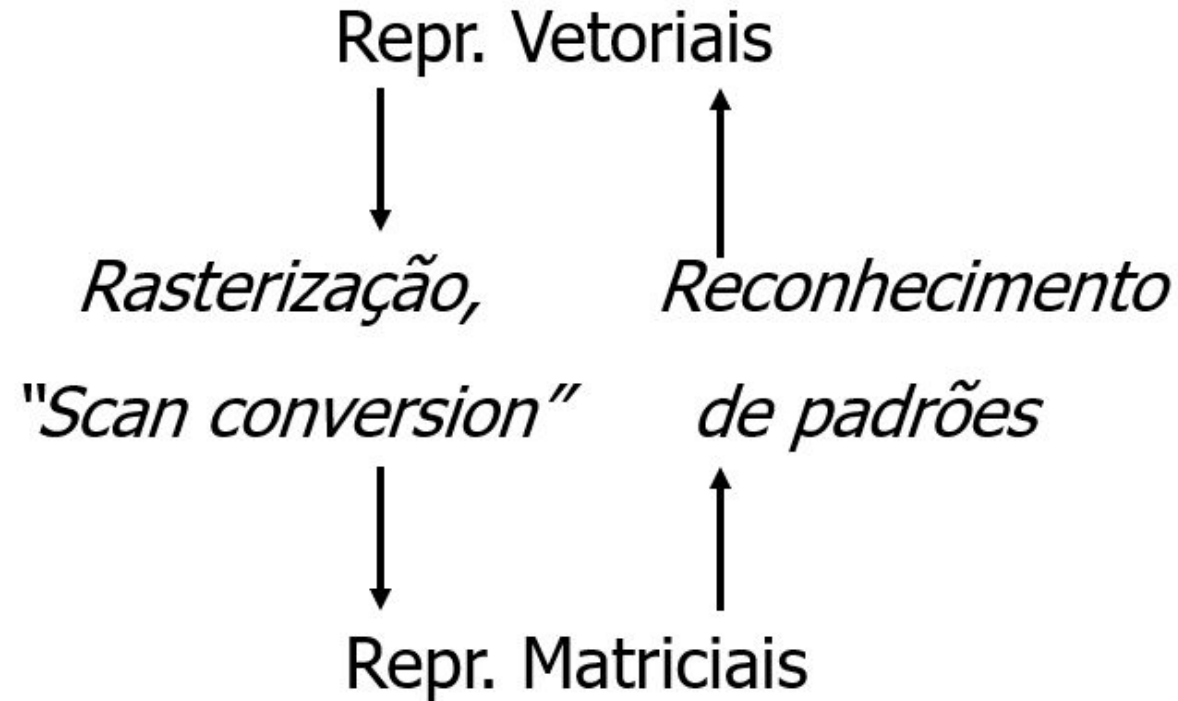 Repr. Vetoriais
Rasterização, Reconhecimento
“Scan conversion” de padrões
Repr. Matriciais